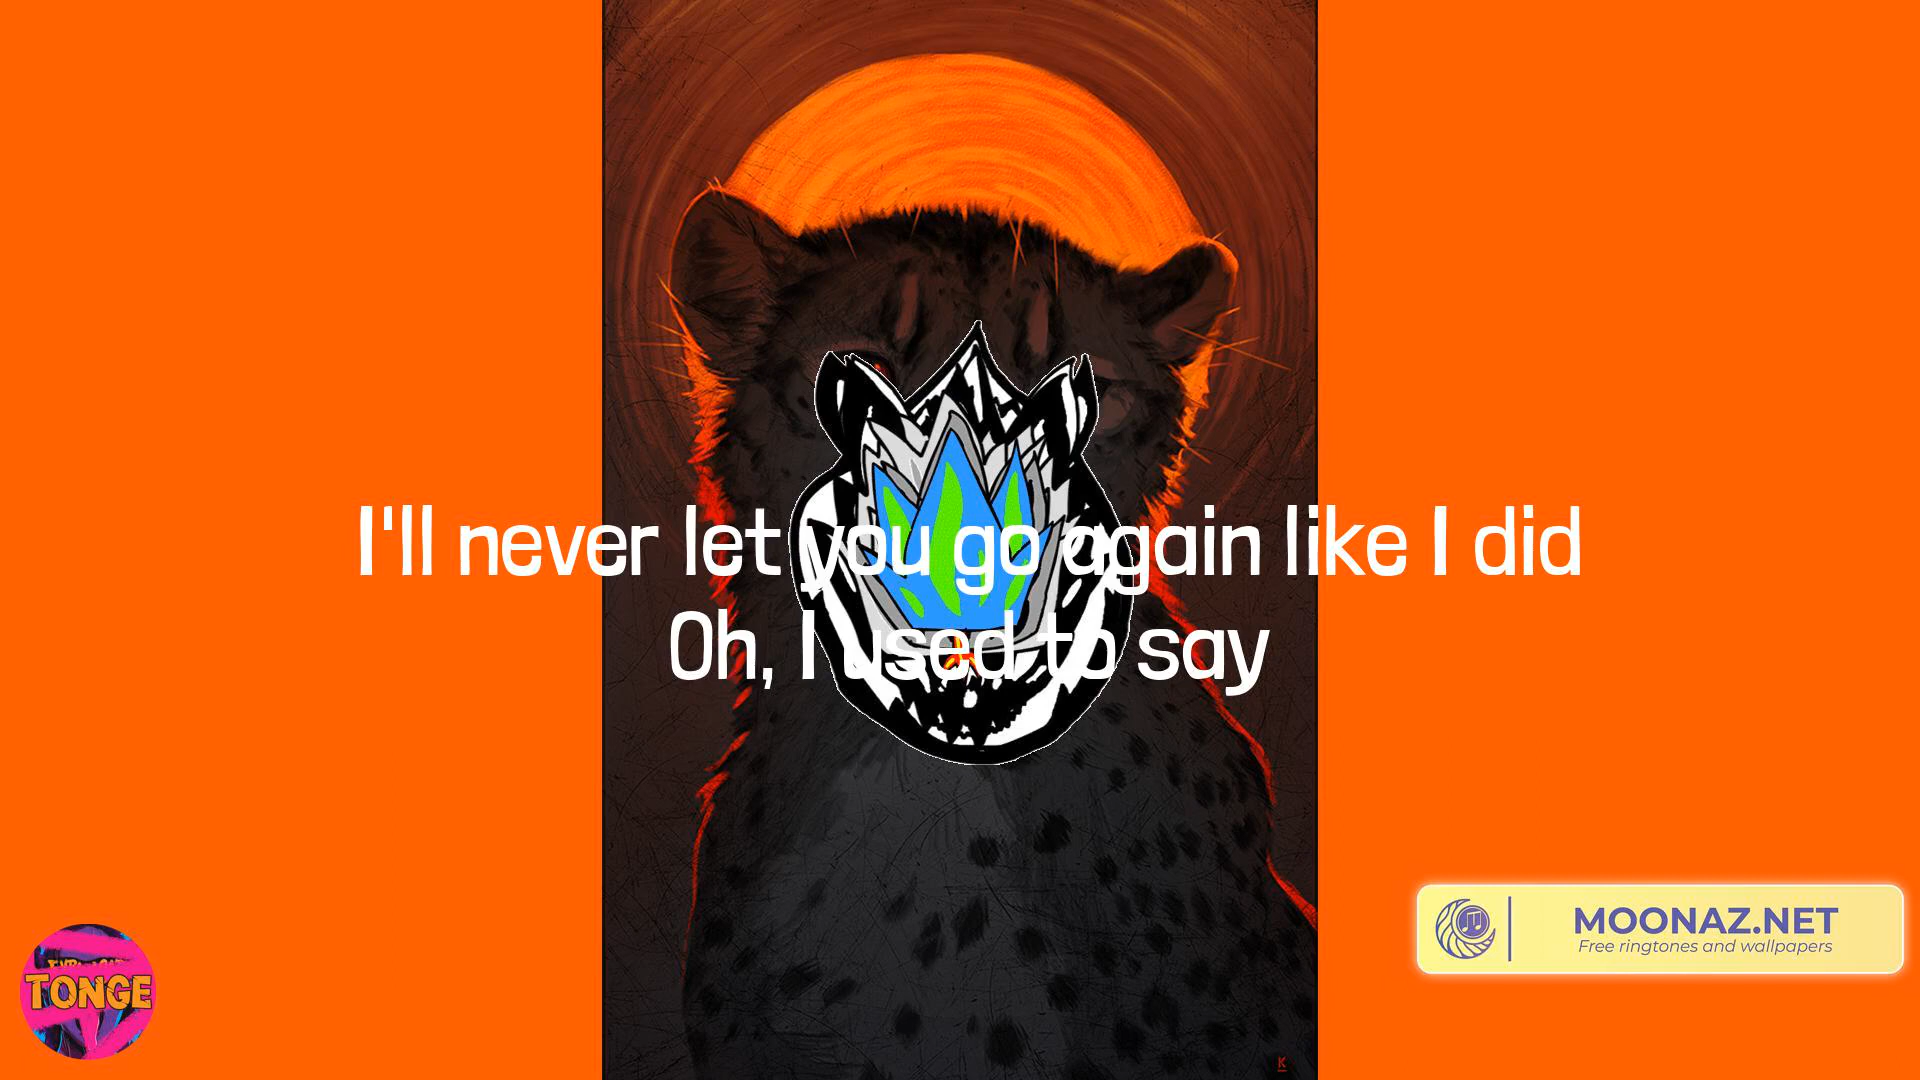 I'll never let you go again like I did
Oh, I used to say
MOONAZ.NET
Free ringtones and wallpapers
TONGE
K